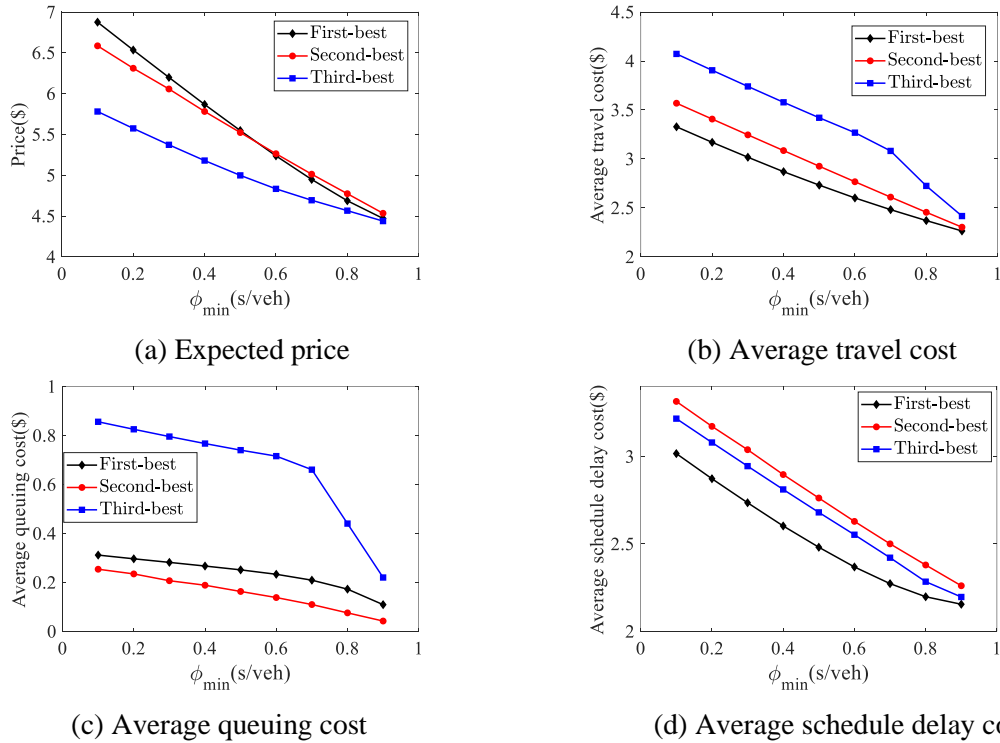 7
6.5
6
5.5
5
4.5
4
Price($)
First-best
Second-best
Third-best
0 0.2 0.4 0.6 0.8 1
ϕmin(s/veh)
(a) Expected price
4.5
4
3.5
3
2.5
2
Average travel cost($)
First-best
Second-best
Third-best
0 0.2 0.4 0.6 0.8 1
ϕmin(s/veh)
(b) Average travel cost
1
0.8
0.6
0.4
0.2
0
Average queuing cost($)
First-best
Second-best
Third-best
0 0.2 0.4 0.6 0.8 1
ϕmin(s/veh)
(c) Average queuing cost
3
2.5
2
Average schedule delay cost($)
First-best
Second-best
Third-best
0 0.2 0.4 0.6 0.8 1
ϕmin(s/veh)
(d) Average schedule delay co